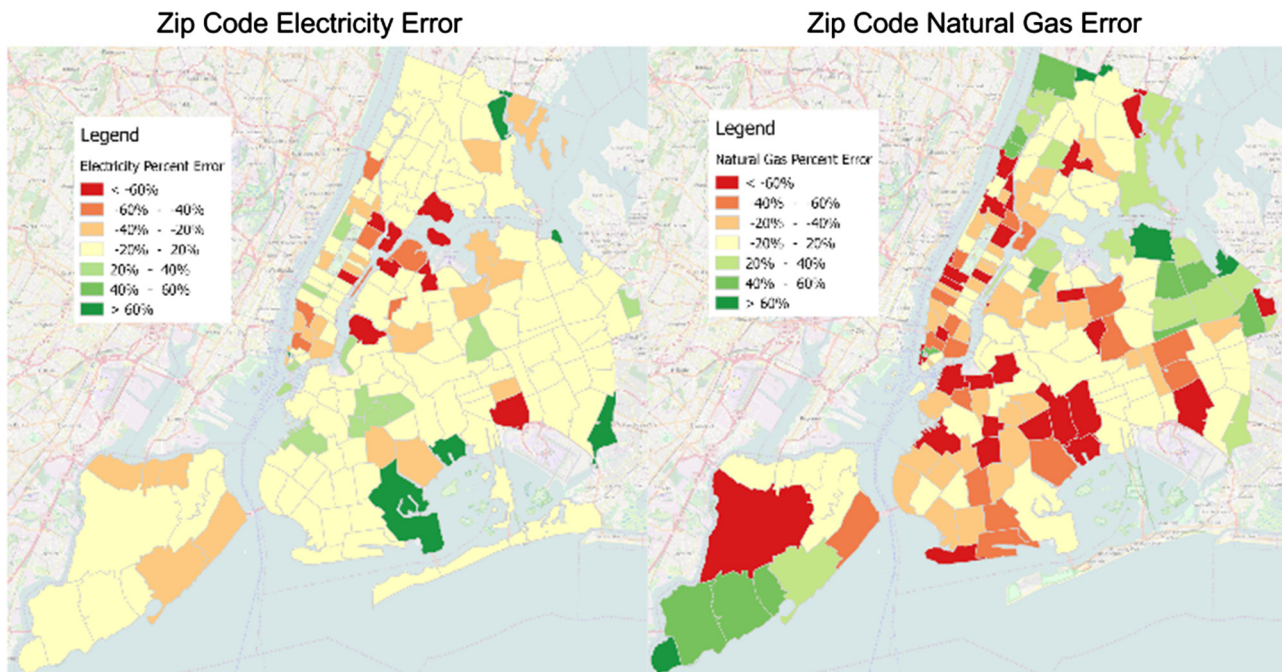 Zip Code Electricity Error
Zip Code Natural Gas Error
Legend
Electricity Percent Error
< -60%
-60% - -40%
-40% - -20%
-20% - 20%
20% - 40%
40% - 60%
> 60%
Legend
Natural Gas Percent Error
< -60%
-40% - -60%
-20% - -40%
-20% - 20%
20% - 40%
40% - 60%
> 60%